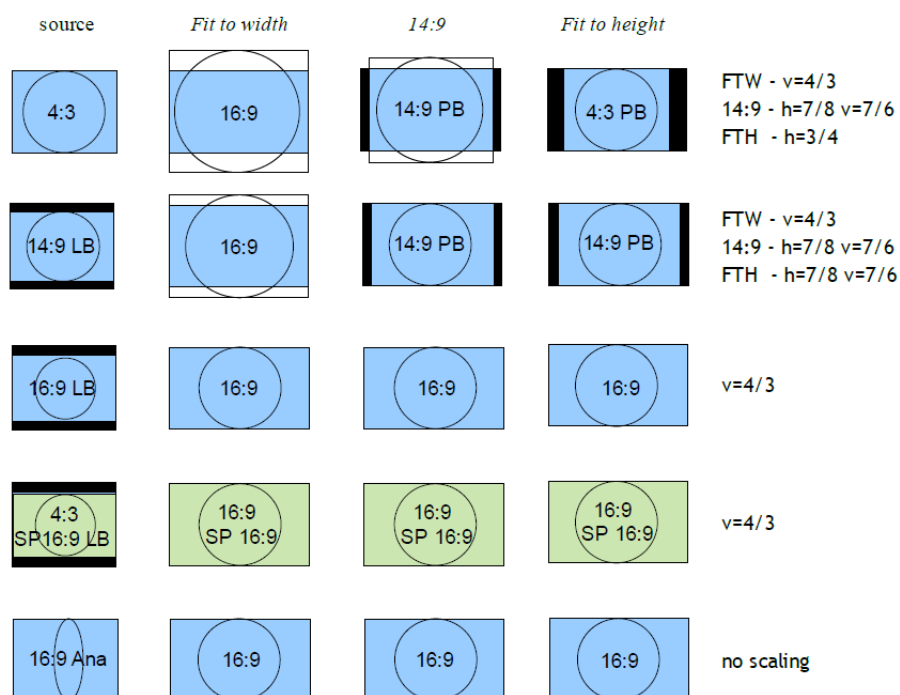 source Fit to width 14:9 Fit to height
4:3 16:9 14:9 PB 4:3 PB
FTW - v=4/3
14:9 - h=7/8 v=7/6
FTH - h=3/4
14:9 LB 16:9 14:9 PB 14:9 PB
FTW - v=4/3
14:9 - h=7/8 v=7/6
FTH - h=7/8 v=7/6
16:9 LB 16:9 16:9 16:9 v=4/3
4:3 16:9 16:9 16:9
SP16:9 LB SP 16:9 SP 16:9 SP 16:9
v=4/3
16:9 Ana 16:9 16:9 16:9 no scaling